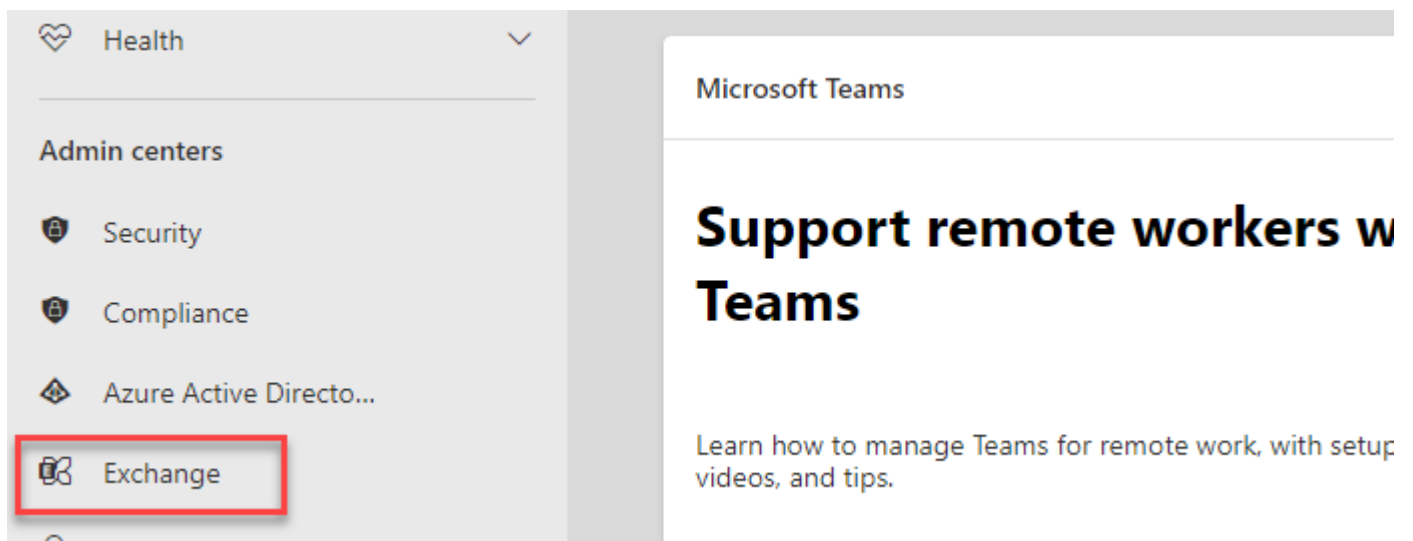 Health
Admin centers
Security
Compliance
Azure Active Directo...
Exchange
Microsoft Teams
Support remote workers w
Teams
Learn how to manage Teams for remote work, with setup
videos, and tips.